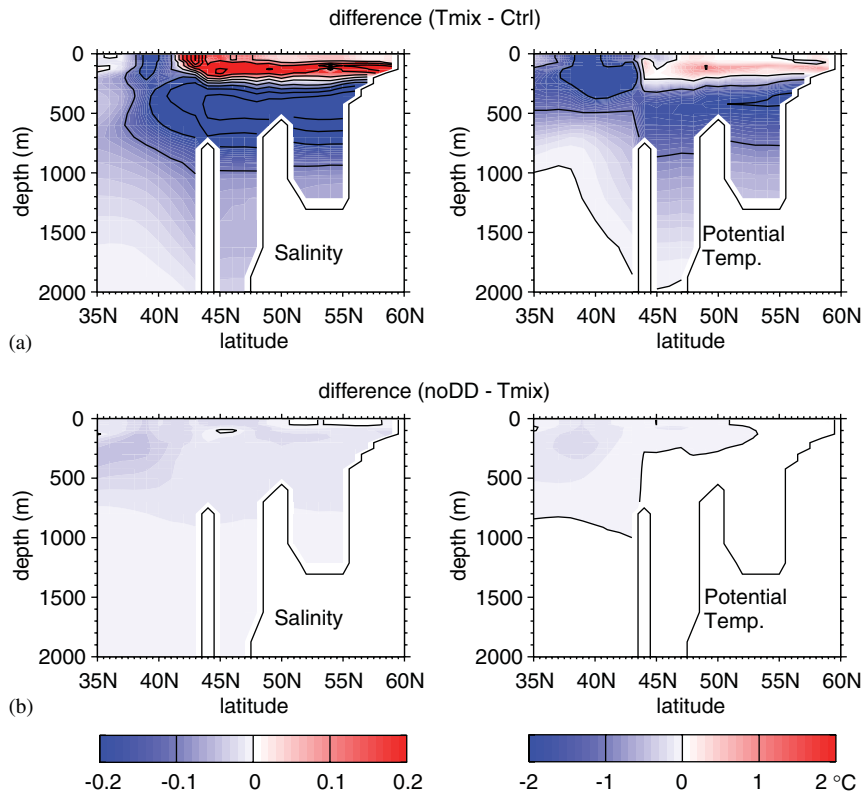 difference (Tmix - Ctrl)
0
500
1000
1500
2000
depth (m)
Salinity
35N 40N 45N 50N 55N 60N
latitude
0
500
1000
1500
2000
depth (m)
Potential
Temp.
35N 40N 45N 50N 55N 60N
latitude
(a)
difference (noDD - Tmix)
0
500
1000
1500
2000
depth (m)
Salinity
35N 40N 45N 50N 55N 60N
latitude
0
500
1000
1500
2000
depth (m)
Potential
Temp.
35N 40N 45N 50N 55N 60N
latitude
(b)
-0.2 -0.1 0 0.1 0.2
-2 -1 0 1 2 °C